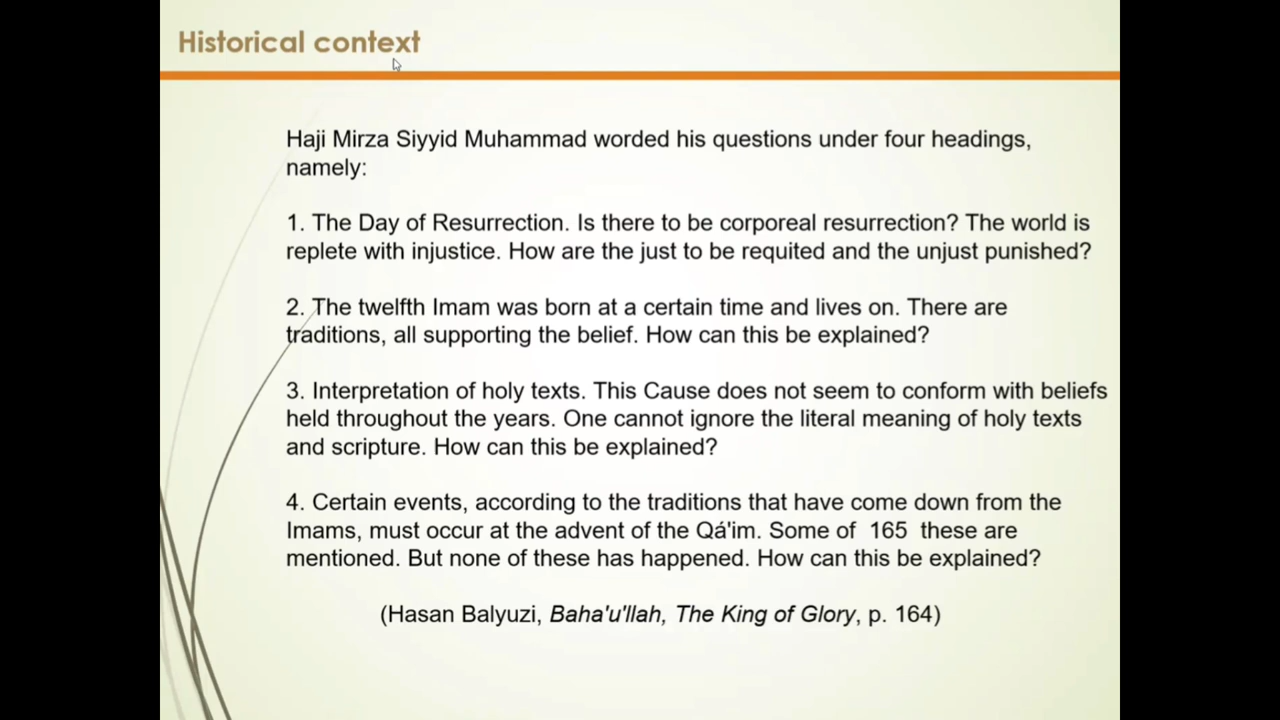 Historical context
Haji Mirza Siyyid Muhammad worded his questions under four headings,
namely:
1. The Day of Resurrection. Is there to be corporeal resurrection? The world is
replete with injustice. How are the just to be requited and the unjust punished?
2. The twelfth Imam was born at a certain time and lives on. There are
traditions, all supporting the belief. How can this be explained?
3. Interpretation of holy texts. This Cause does not seem to conform with beliefs
held throughout the years. One cannot ignore the literal meaning of holy texts
and scripture. How can this be explained?
4. Certain events, according to the traditions that have come down from the
Imams, must occur at the advent of the Qá'im. Some of 165 these are
mentioned. But none of these has happened. How can this be explained?
(Hasan Balyuzi, Baha'u'llah, The King of Glory, p. 164)